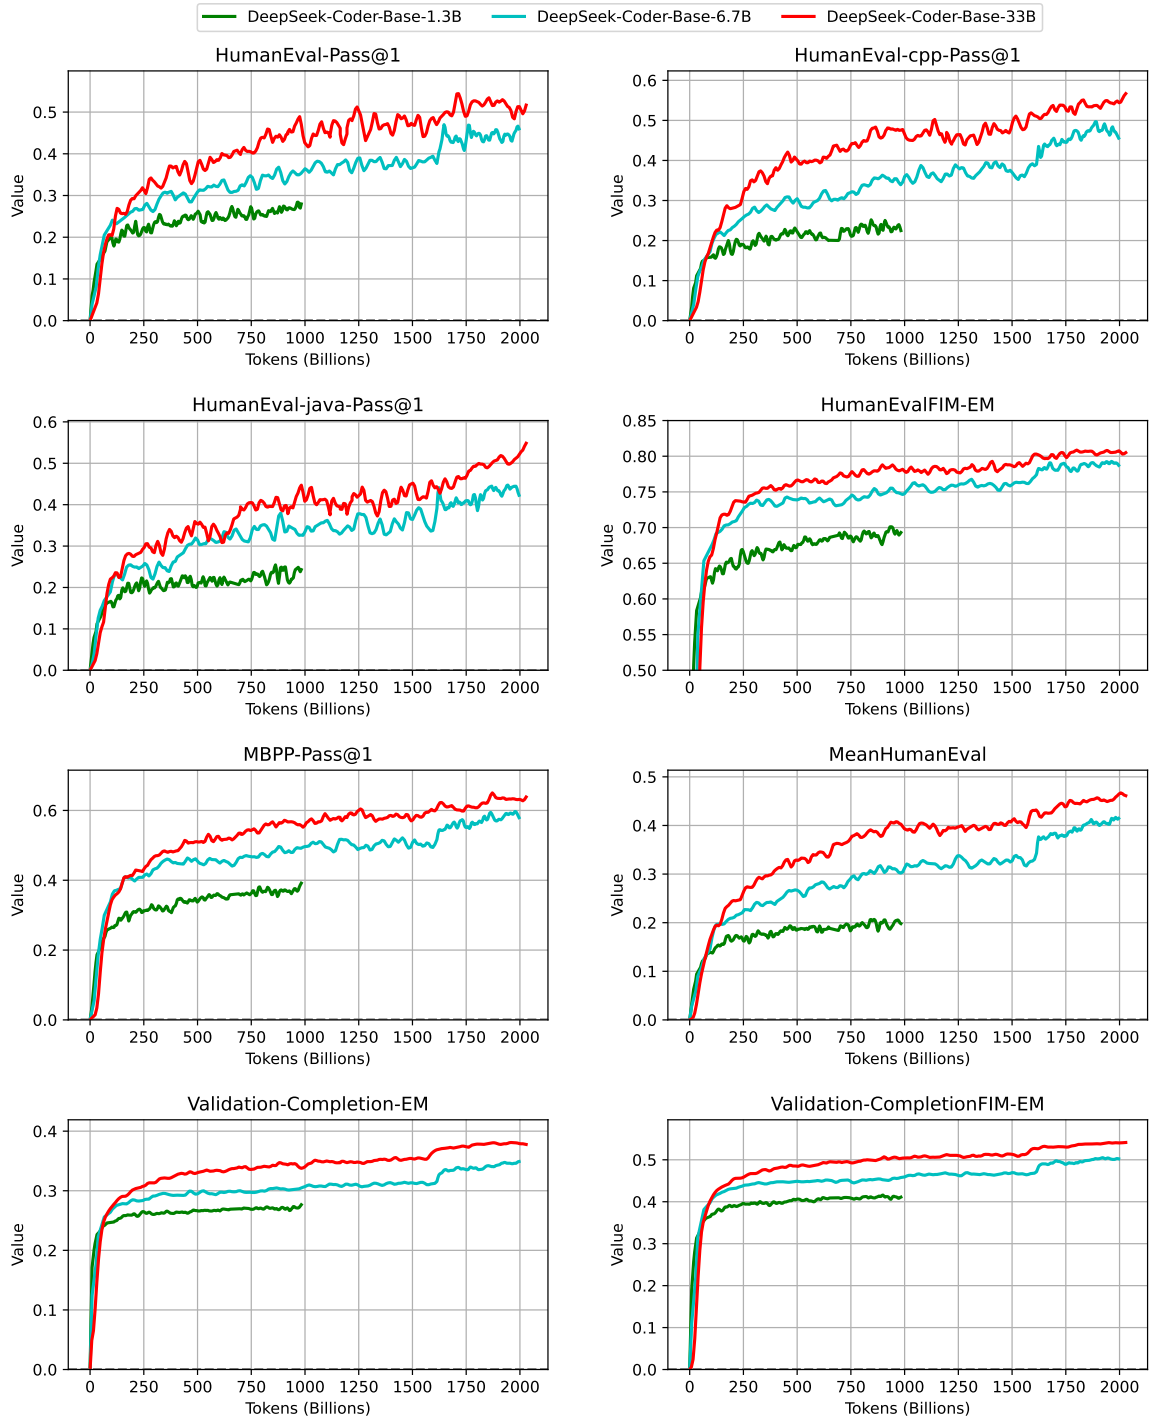 DeepSeek-Coder-Base-1.3B DeepSeek-Coder-Base-6.7B DeepSeek-Coder-Base-33B
HumanEval-Pass@1
Value
0.5
0.4
0.3
0.2
0.1
0.0
0 250 500 750 1000 1250 1500 1750 2000
Tokens (Billions)
HumanEval-cpp-Pass@1
Value
0.6
0.5
0.4
0.3
0.2
0.1
0.0
0 250 500 750 1000 1250 1500 1750 2000
Tokens (Billions)
HumanEval-java-Pass@1
Value
0.6
0.5
0.4
0.3
0.2
0.1
0.0
0 250 500 750 1000 1250 1500 1750 2000
Tokens (Billions)
HumanEvalFIM-EM
Value
0.85
0.80
0.75
0.70
0.65
0.60
0.55
0.50
0 250 500 750 1000 1250 1500 1750 2000
Tokens (Billions)
MBPP-Pass@1
Value
0.6
0.4
0.2
0.0
0 250 500 750 1000 1250 1500 1750 2000
Tokens (Billions)
MeanHumanEval
Value
0.5
0.4
0.3
0.2
0.1
0.0
0 250 500 750 1000 1250 1500 1750 2000
Tokens (Billions)
Validation-Completion-EM
Value
0.4
0.3
0.2
0.1
0.0
0 250 500 750 1000 1250 1500 1750 2000
Tokens (Billions)
Validation-CompletionFIM-EM
Value
0.5
0.4
0.3
0.2
0.1
0.0
0 250 500 750 1000 1250 1500 1750 2000
Tokens (Billions)